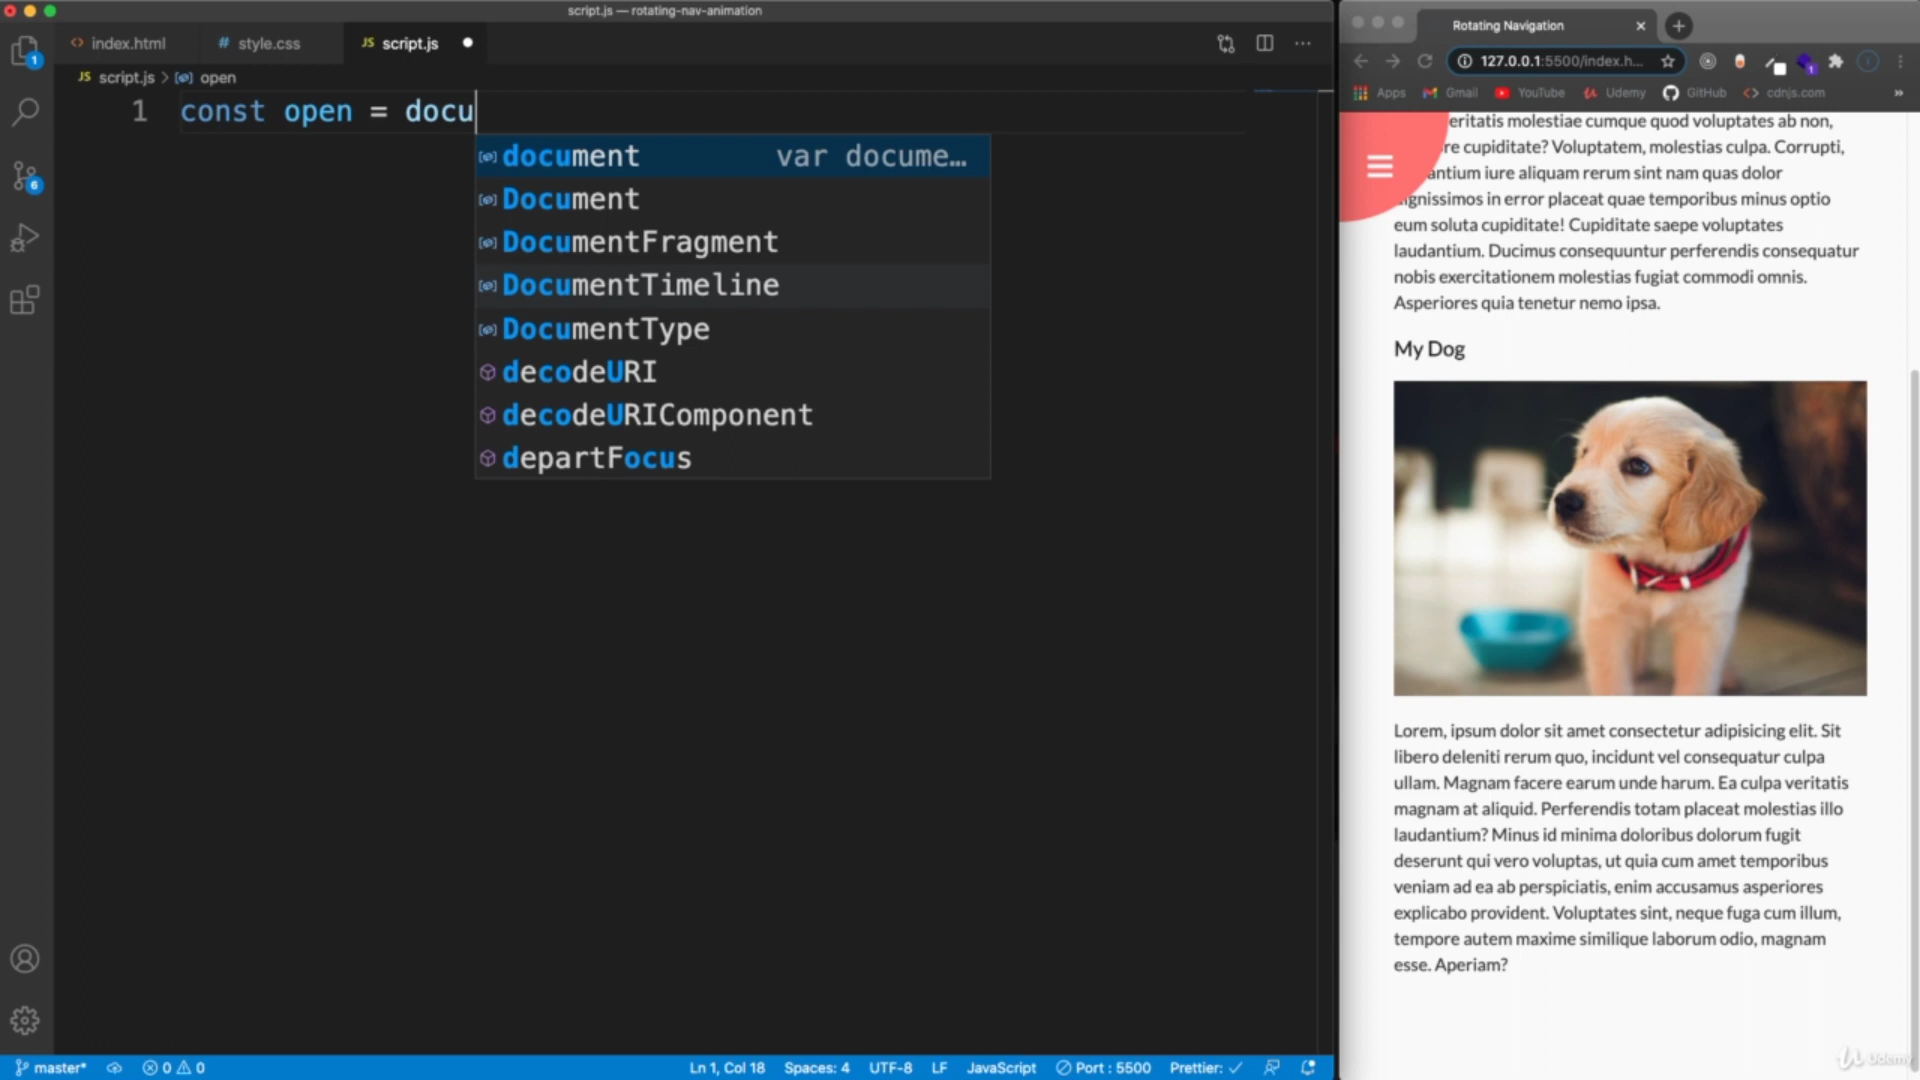 script.js — rotating-nav-animation
index.html
style.css
JS script.js
JS script.js > open
1 const open = docu
document var docume…
Document
DocumentFragment
DocumentTimeline
DocumentType
decodeURI
decodeURIComponent
departFocus
1
6
master*
0 0
Ln 1, Col 18
Spaces: 4
UTF-8
LF
JavaScript
Port : 5500
Prettier: ✓
Rotating Navigation
127.0.0.1:5500/index.h...
1
Apps
Gmail
YouTube
Udemy
GitHub
cdnjs.com
»
eritatis molestiae cumque quod voluptates ab non,
re cupiditate? Voluptatem, molestias culpa. Corrupti,
antium iure aliquam rerum sint nam quas dolor
dignissimos in error placeat quae temporibus minus optio
eum soluta cupiditate! Cupiditate saepe voluptates
laudantium. Ducimus consequuntur perferendis consequatur
nobis exercitationem molestias fugiat commodi omnis.
Asperiores quia tenetur nemo ipsa.
My Dog
Lorem, ipsum dolor sit amet consectetur adipisicing elit. Sit
libero deleniti rerum quo, incidunt vel consequatur culpa
ullam. Magnam facere earum unde harum. Ea culpa veritatis
magnam at aliquid. Perferendis totam placeat molestias illo
laudantium? Minus id minima doloribus dolorum fugit
deserunt qui vero voluptas, ut quia cum amet temporibus
veniam ad ea ab perspiciatis, enim accusamus asperiores
explicabo provident. Voluptates sint, neque fuga cum illum,
tempore autem maxime similique laborum odio, magnam
esse. Aperiam?
Udemy